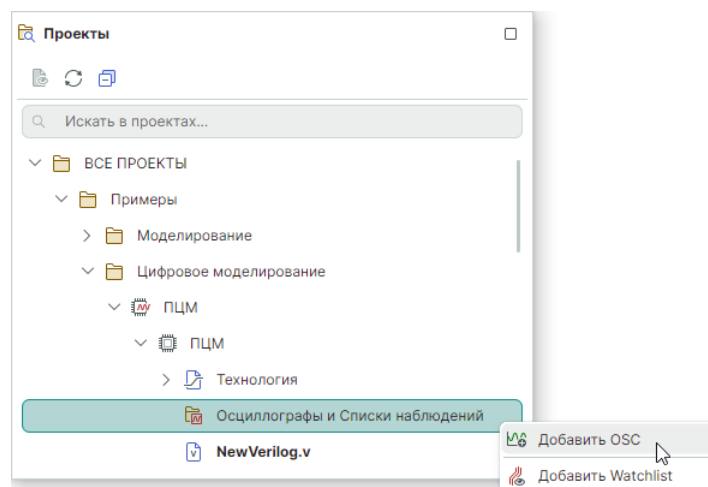 Проекты
Искать в проектах...
ВСЕ ПРОЕКТЫ
Примеры
Моделирование
Цифровое моделирование
ПЦМ
ПЦМ
Технология
Осциллографы и Списки наблюдений
Добавить OSC
NewVerilog.v
Добавить Watchlist